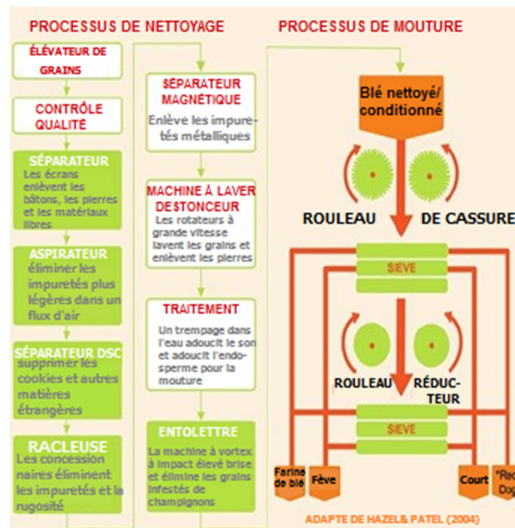 PROCESSUS DE NETTOYAGE
ÉLÉVATEUR DE
GRAINS
CONTRÔLE
QUALITÉ
SÉPARATEUR
Les écrans
enlèvent les
bâtons, les pierres
et les matériaux
libres
ASPIRATEUR
éliminer les
impuretés plus
légères dans un
flux d'air
SÉPARATEUR DSC
supprimer les
cookies et autres
matières
étrangères
RACLEUSE
Les concession
naires éliminent
les impuretés et la
rugosité
SÉPARATEUR
MAGNÉTIQUE
Enlève les impure-
tés métalliques
MACHINE À LAVER
DESTONCEUR
Les rotateurs à
grande vitesse
lavent les grains et
enlèvent les pierres
TRAITEMENT
Un trempage dans
l'eau adoucit le son
et adoucit l'endo-
sperme pour la
mouture
ENTOLETTRE
La machine à vortex
à impact élevé brise
et élimine les grains
infestés de
champignons
PROCESSUS DE MOUTURE
Blé nettoyé/
conditionné
ROULEAU DE CASSURE
SIEVE
ROULEAU RÉDUC-
TEUR
SIEVE
Farine
de blé
Fève
Court
"Red
Dog
ADAPTE DE HAZEL& PATEL (2004)